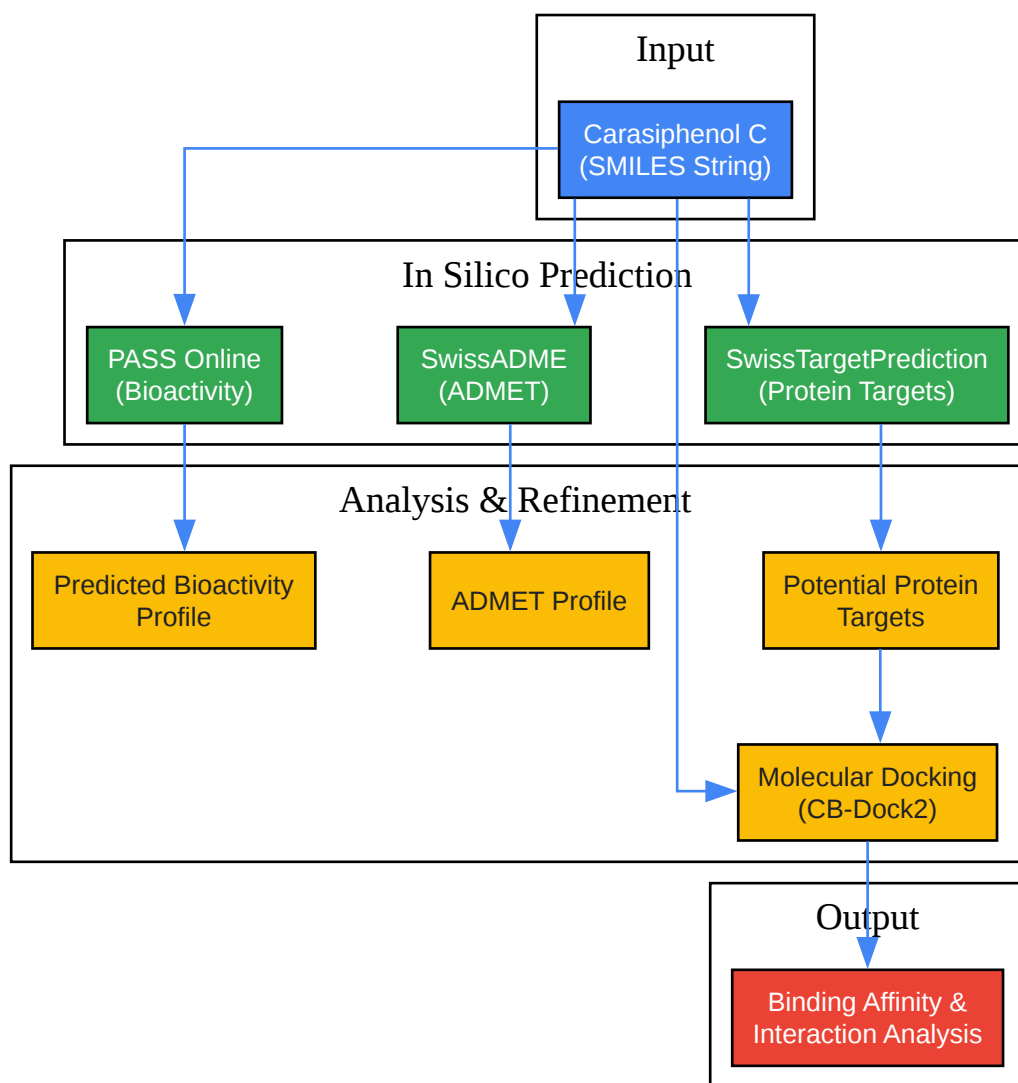 Input
Carasiphenol C
(SMILES String)
In Silico Prediction
PASS Online
(Bioactivity)
SwissADME
(ADMET)
SwissTargetPrediction
(Protein Targets)
Analysis & Refinement
Predicted Bioactivity
Profile
ADMET Profile
Potential Protein
Targets
Molecular Docking
(CB-Dock2)
Output
Binding Affinity &
Interaction Analysis